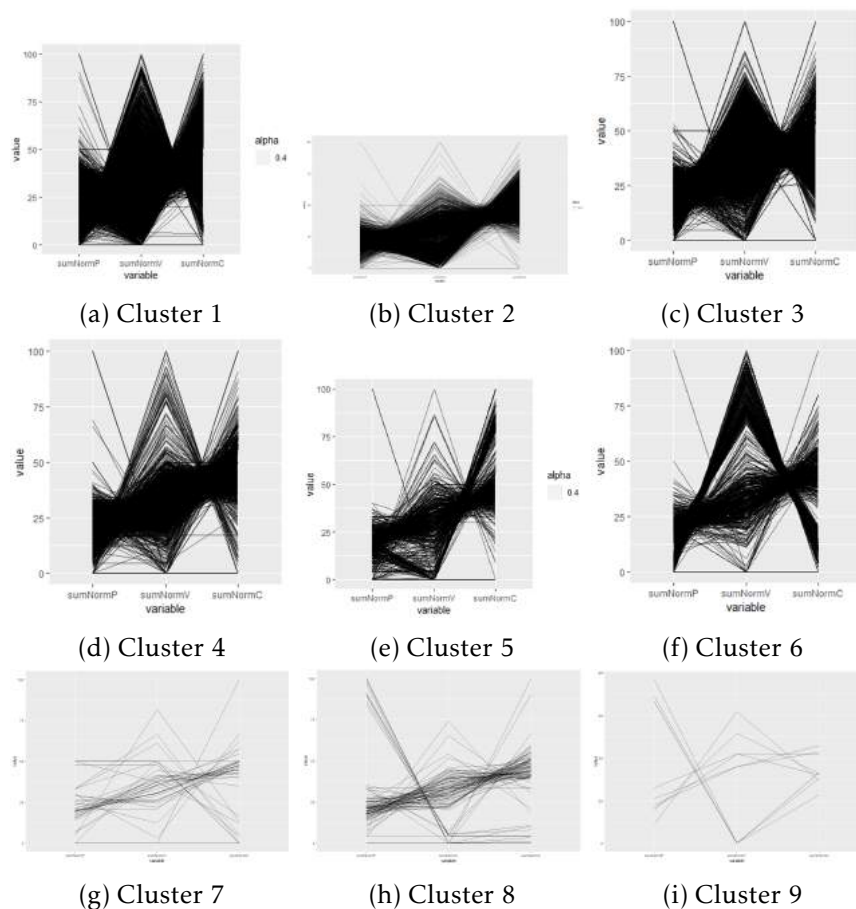 100
75
50
25
0
value
sumNormP sumNormV sumNormC
variable
alpha
0.4
(a) Cluster 1
(b) Cluster 2
100
75
50
25
0
value
sumNormP sumNormV sumNormC
variable
(c) Cluster 3
100
75
50
25
0
value
sumNormP sumNormV sumNormC
variable
(d) Cluster 4
100
75
50
25
0
value
sumNormP sumNormV sumNormC
variable
alpha
0.4
(e) Cluster 5
100
75
50
25
0
value
sumNormP sumNormV sumNormC
variable
(f) Cluster 6
(g) Cluster 7
(h) Cluster 8
(i) Cluster 9